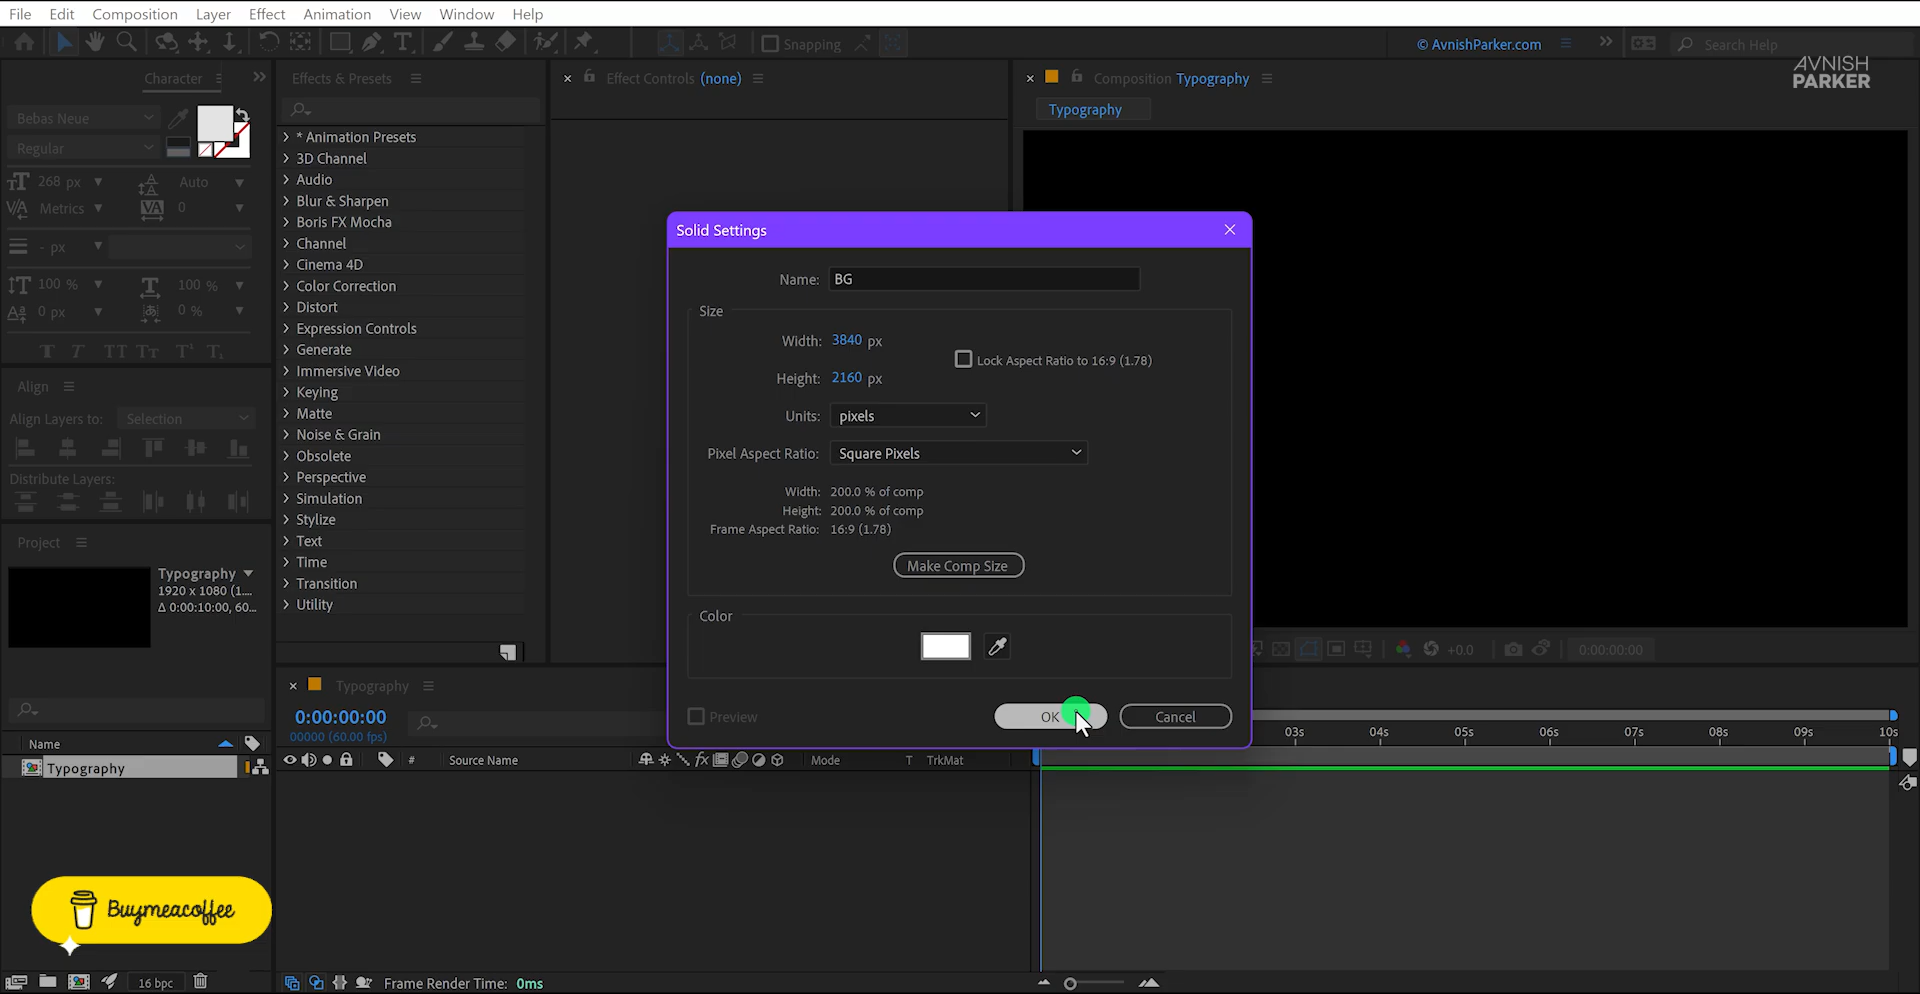 File Edit Composition Layer Effect Animation View Window Help
Snapping
© AvnishParker.com
Search Help
AVNISH
PARKER
Character
Bebas Neue
Regular
268 px
Auto
Metrics
0
- px
100 %
100 %
0 px
0 %
Align
Align Layers to: Selection
Distribute Layers:
Project
Typography
1920 x 1080 (1....
Δ 0:00:10:00, 60...
Name
Typography
Buymeacoffee
16 bpc
Effects & Presets
* Animation Presets
3D Channel
Audio
Blur & Sharpen
Boris FX Mocha
Channel
Cinema 4D
Color Correction
Distort
Expression Controls
Generate
Immersive Video
Keying
Matte
Noise & Grain
Obsolete
Perspective
Simulation
Stylize
Text
Time
Transition
Utility
Effect Controls (none)
Composition Typography
Typography
+0.0
0:00:00:00
Solid Settings
Name: BG
Size
Width: 3840 px
Lock Aspect Ratio to 16:9 (1.78)
Height: 2160 px
Units: pixels
Pixel Aspect Ratio: Square Pixels
Width: 200.0 % of comp
Height: 200.0 % of comp
Frame Aspect Ratio: 16:9 (1.78)
Make Comp Size
Color
Preview
OK
Cancel
Typography
0:00:00:00
00000 (60.00 fps)
# Source Name
fx
Mode T TrkMat
03s 04s 05s 06s 07s 08s 09s 10s
Frame Render Time: 0ms